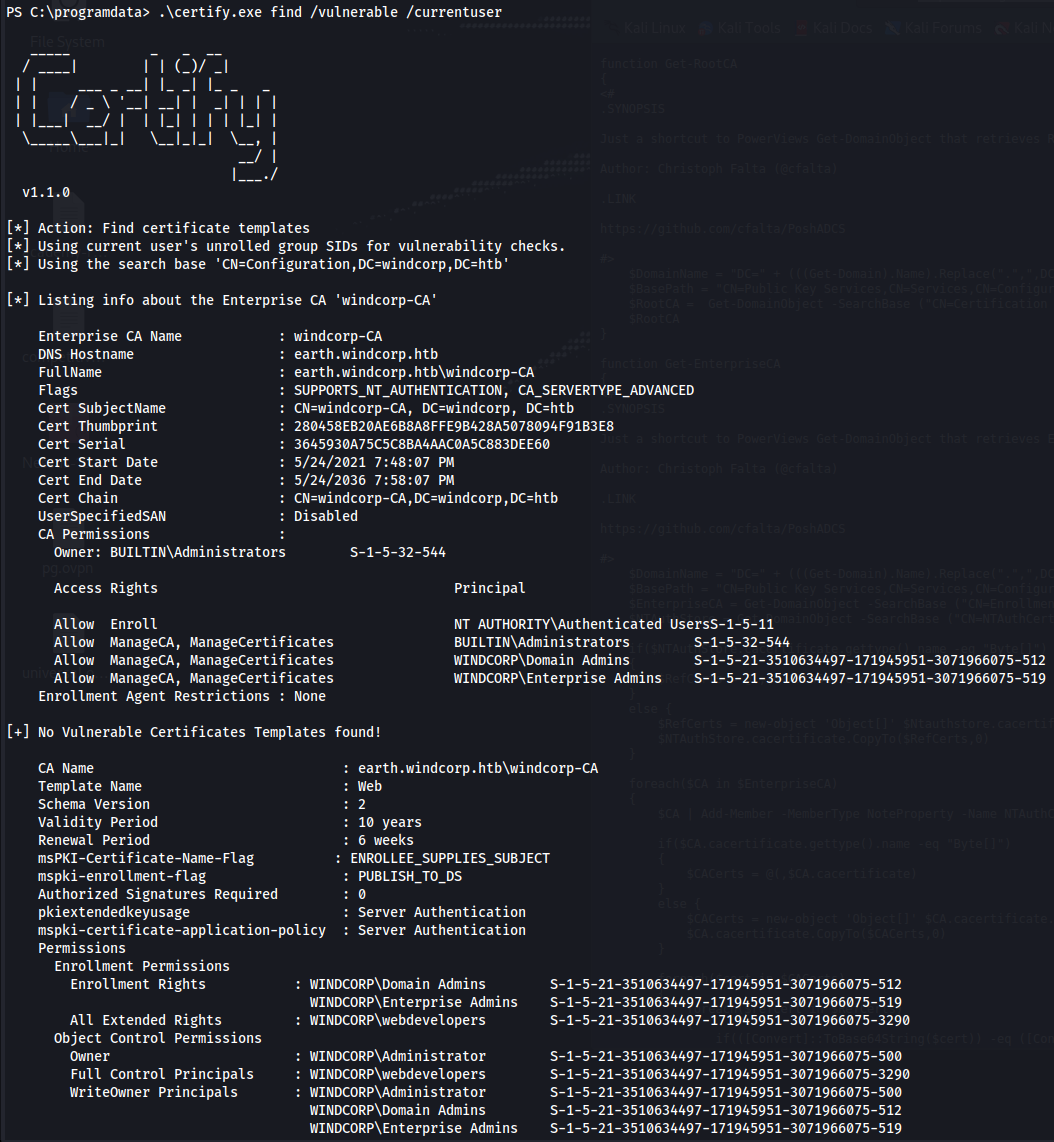 PS C:\programdata> .\certify.exe find /vulnerable /currentuser
v1.1.0
[*] Action: Find certificate templates
[*] Using current user's unrolled group SIDs for vulnerability checks.
[*] Using the search base 'CN=Configuration,DC=windcorp,DC=htb'
[*] Listing info about the Enterprise CA 'windcorp-CA'
Enterprise CA Name : windcorp-CA
DNS Hostname : earth.windcorp.htb
FullName : earth.windcorp.htb\windcorp-CA
Flags : SUPPORTS_NT_AUTHENTICATION, CA_SERVERTYPE_ADVANCED
Cert SubjectName : CN=windcorp-CA, DC=windcorp, DC=htb
Cert Thumbprint : 280458EB20AE6B8A8FFE9B428A5078094F91B3E8
Cert Serial : 3645930A75C5C8BA4AAC0A5C883DEE60
Cert Start Date : 5/24/2021 7:48:07 PM
Cert End Date : 5/24/2036 7:58:07 PM
Cert Chain : CN=windcorp-CA,DC=windcorp,DC=htb
UserSpecifiedSAN : Disabled
CA Permissions :
Owner: BUILTIN\Administrators S-1-5-32-544
Access Rights Principal
Allow Enroll NT AUTHORITY\Authenticated UsersS-1-5-11
Allow ManageCA, ManageCertificates BUILTIN\Administrators S-1-5-32-544
Allow ManageCA, ManageCertificates WINDCORP\Domain Admins S-1-5-21-3510634497-171945951-3071966075-512
Allow ManageCA, ManageCertificates WINDCORP\Enterprise Admins S-1-5-21-3510634497-171945951-3071966075-519
Enrollment Agent Restrictions : None
[+] No Vulnerable Certificates Templates found!
CA Name : earth.windcorp.htb\windcorp-CA
Template Name : Web
Schema Version : 2
Validity Period : 10 years
Renewal Period : 6 weeks
msPKI-Certificate-Name-Flag : ENROLLEE_SUPPLIES_SUBJECT
mspki-enrollment-flag : PUBLISH_TO_DS
Authorized Signatures Required : 0
pkiextendedkeyusage : Server Authentication
mspki-certificate-application-policy : Server Authentication
Permissions
Enrollment Permissions
Enrollment Rights : WINDCORP\Domain Admins S-1-5-21-3510634497-171945951-3071966075-512
WINDCORP\Enterprise Admins S-1-5-21-3510634497-171945951-3071966075-519
All Extended Rights : WINDCORP\webdevelopers S-1-5-21-3510634497-171945951-3071966075-3290
Object Control Permissions
Owner : WINDCORP\Administrator S-1-5-21-3510634497-171945951-3071966075-500
Full Control Principals : WINDCORP\webdevelopers S-1-5-21-3510634497-171945951-3071966075-3290
WriteOwner Principals : WINDCORP\Administrator S-1-5-21-3510634497-171945951-3071966075-500
WINDCORP\Domain Admins S-1-5-21-3510634497-171945951-3071966075-512
WINDCORP\Enterprise Admins S-1-5-21-3510634497-171945951-3071966075-519